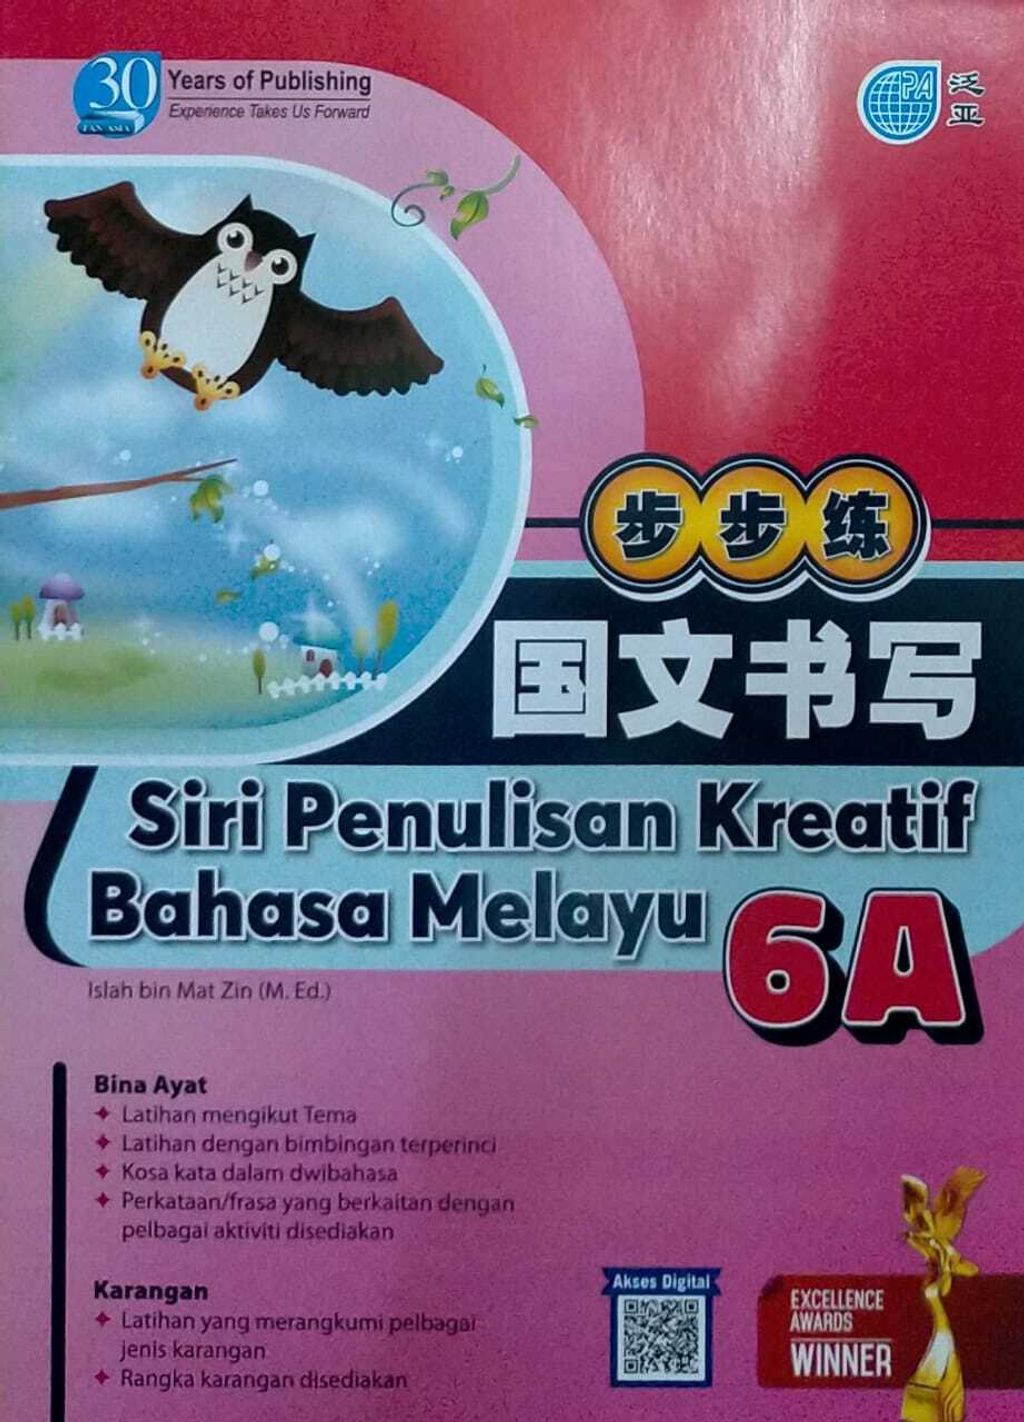 30 Years of Publishing
PAN ASIA Experience Takes Us Forward
PA 泛亚
步步练
国文书写
Siri Penulisan Kreatif
Bahasa Melayu 6A
Islah bin Mat Zin (M. Ed.)
Bina Ayat
Latihan mengikut Tema
Latihan dengan bimbingan terperinci
Kosa kata dalam dwibahasa
Perkataan/frasa yang berkaitan dengan
pelbagai aktiviti disediakan
Karangan
Latihan yang merangkumi pelbagai
jenis karangan
Rangka karangan disediakan
Akses Digital
EXCELLENCE
AWARDS
WINNER